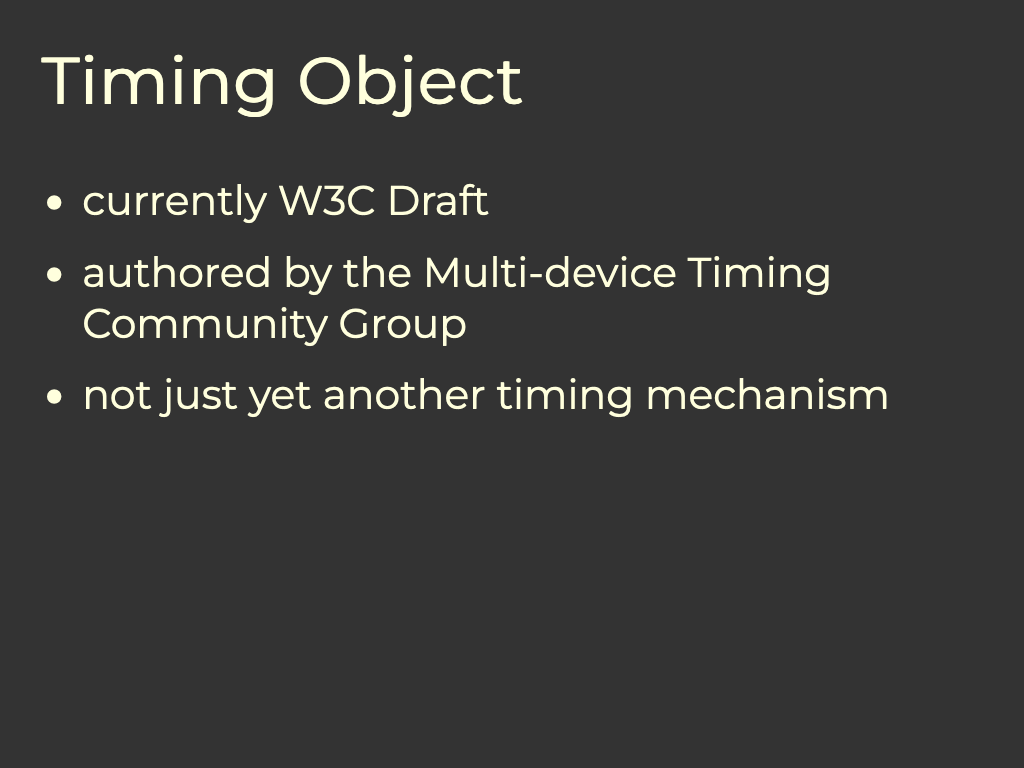 Timing Object
• currently W3C Draft
• authored by the Multi-device Timing
Community Group
• not just yet another timing mechanism